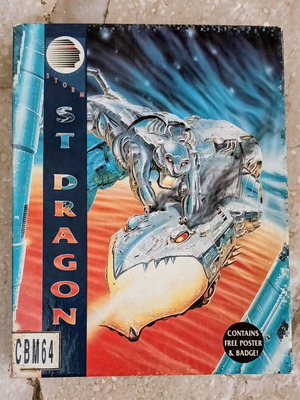 STORM
ST DRAGON
CONTAINS
FREE POSTER
& BADGE!
CBM64